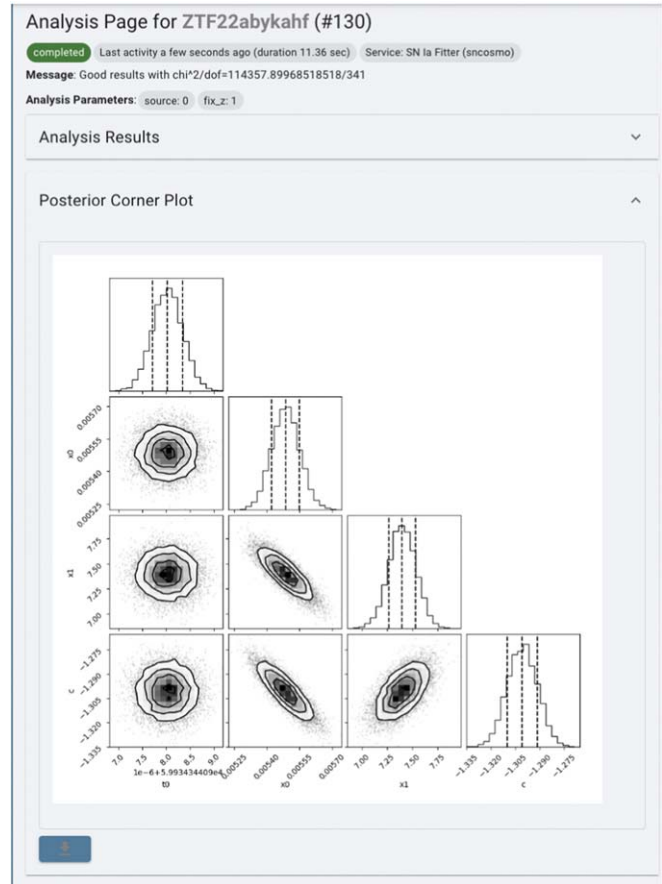 Analysis Page for ZTF22abykahf (#130)
completed Last activity a few seconds ago (duration 11.36 sec) Service: SN Ia Fitter (sncosmo)
Message: Good results with chi^2/dof=114357.89968518518/341
Analysis Parameters: source: 0 fix_z: 1
Analysis Results
Posterior Corner Plot
x0
0.00570
0.00555
0.00540
0.00525
x1
7.75
7.50
7.25
7.00
c
−1.275
−1.290
−1.305
−1.320
−1.335
7.0 7.5 8.0 8.5 9.0
1e−6+5.993434409e4
t0
0.00525 0.00540 0.00555 0.00570
x0
7.00 7.25 7.50 7.75
x1
−1.335 −1.320 −1.305 −1.290 −1.275
c